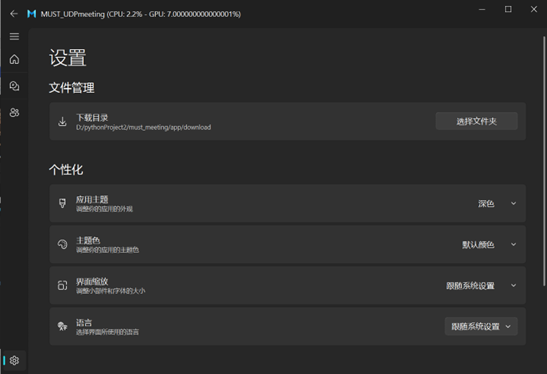 MUST_UDPmeeting (CPU: 2.2% - GPU: 7.000000000000001%)
设置
文件管理
下载目录
D:/pythonProject2/must_meeting/app/download
选择文件夹
个性化
应用主题
调整你的应用的外观
深色
主题色
调整你的应用的主题色
默认颜色
界面缩放
调整小部件和字体的大小
跟随系统设置
语言
选择界面所使用的语言
跟随系统设置